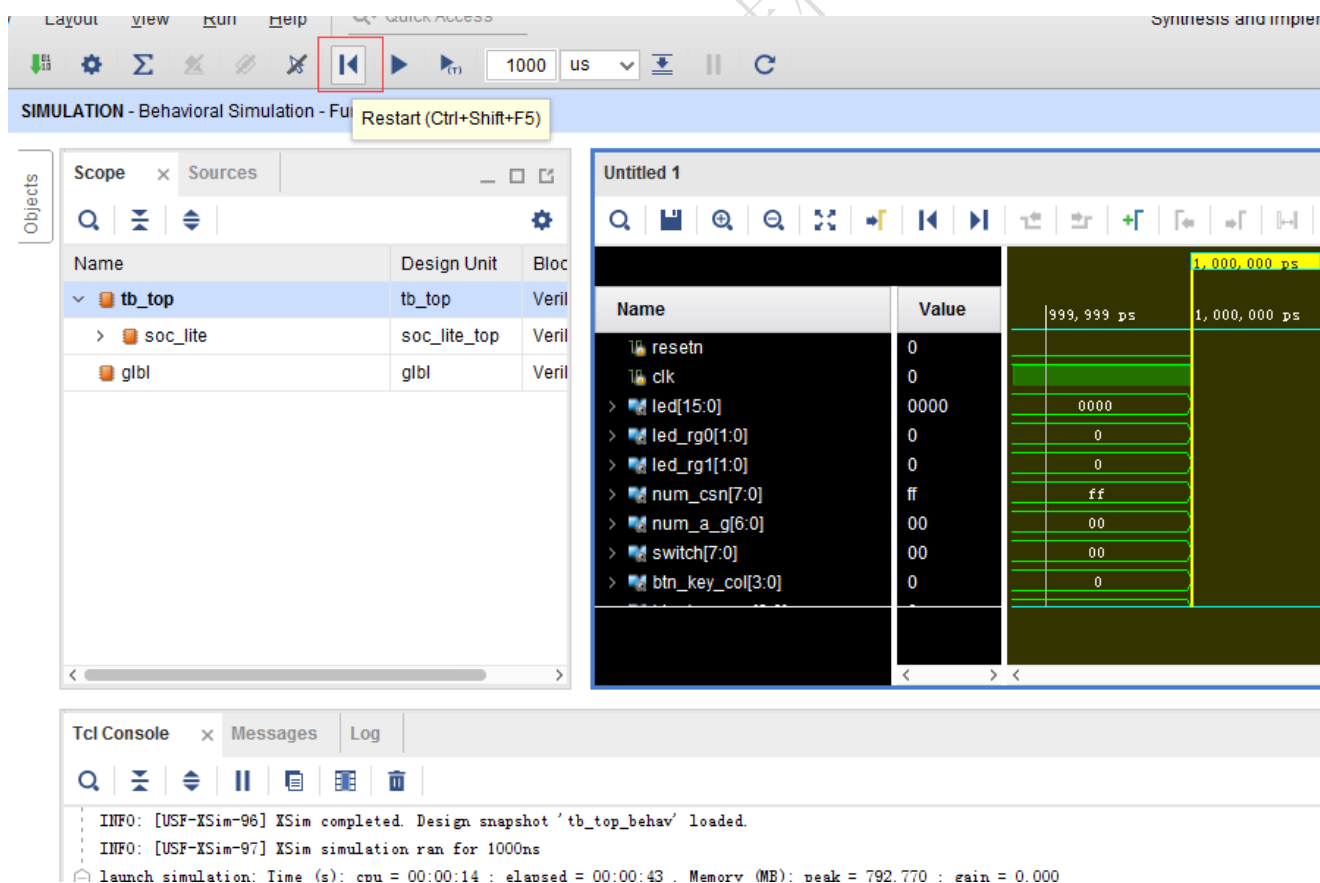 Layout View Run Help Quick Access
01
10
(T) 1000 us
SIMULATION - Behavioral Simulation - Fu
Restart (Ctrl+Shift+F5)
Objects
Scope Sources
Untitled 1
Name Design Unit Bloc
1,000,000 ps
tb_top tb_top Veril
Name Value 999,999 ps 1,000,000 ps
soc_lite soc_lite_top Veril
resetn 0
glbl glbl Veril
clk 0
led[15:0] 0000 0000
led_rg0[1:0] 0 0
led_rg1[1:0] 0 0
num_csn[7:0] ff ff
num_a_g[6:0] 00 00
switch[7:0] 00 00
btn_key_col[3:0] 0 0
Tcl Console Messages Log
INFO: [USF-XSim-96] XSim completed. Design snapshot 'tb_top_behav' loaded.
INFO: [USF-XSim-97] XSim simulation ran for 1000ns
launch_simulation: Time (s): cpu = 00:00:14 ; elapsed = 00:00:43 . Memory (MB): peak = 792.770 ; gain = 0.000